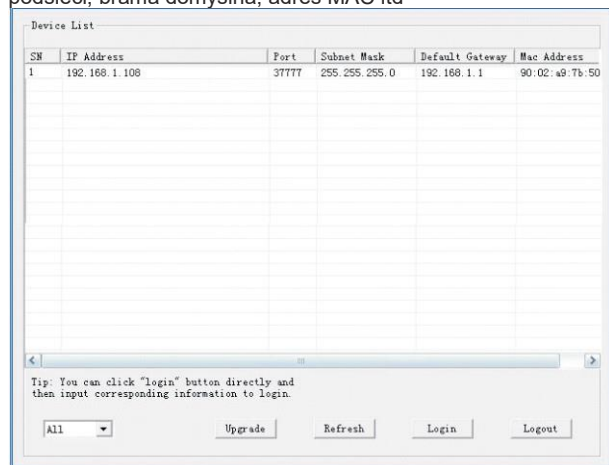 podsieci, brama domyślna, adres MAC itd
Device List
SN IP Address Port Subnet Mask Default Gateway Mac Address
1 192.168.1.108 37777 255.255.255.0 192.168.1.1 90:02:a9:7b:50
Tip: You can click "login" button directly and
then input corresponding information to login.
All Upgrade Refresh Login Logout